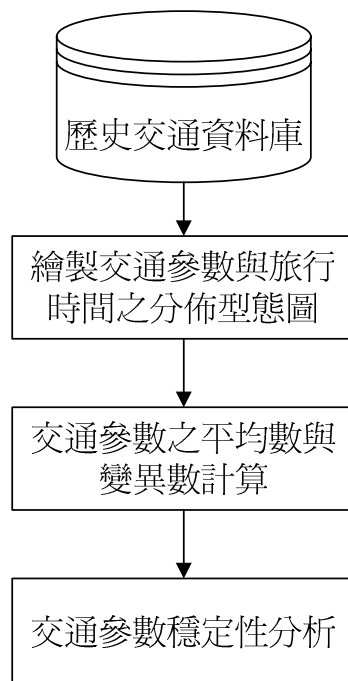 歷史交通資料庫
繪製交通參數與旅行
時間之分佈型態圖
交通參數之平均數與
變異數計算
交通參數穩定性分析